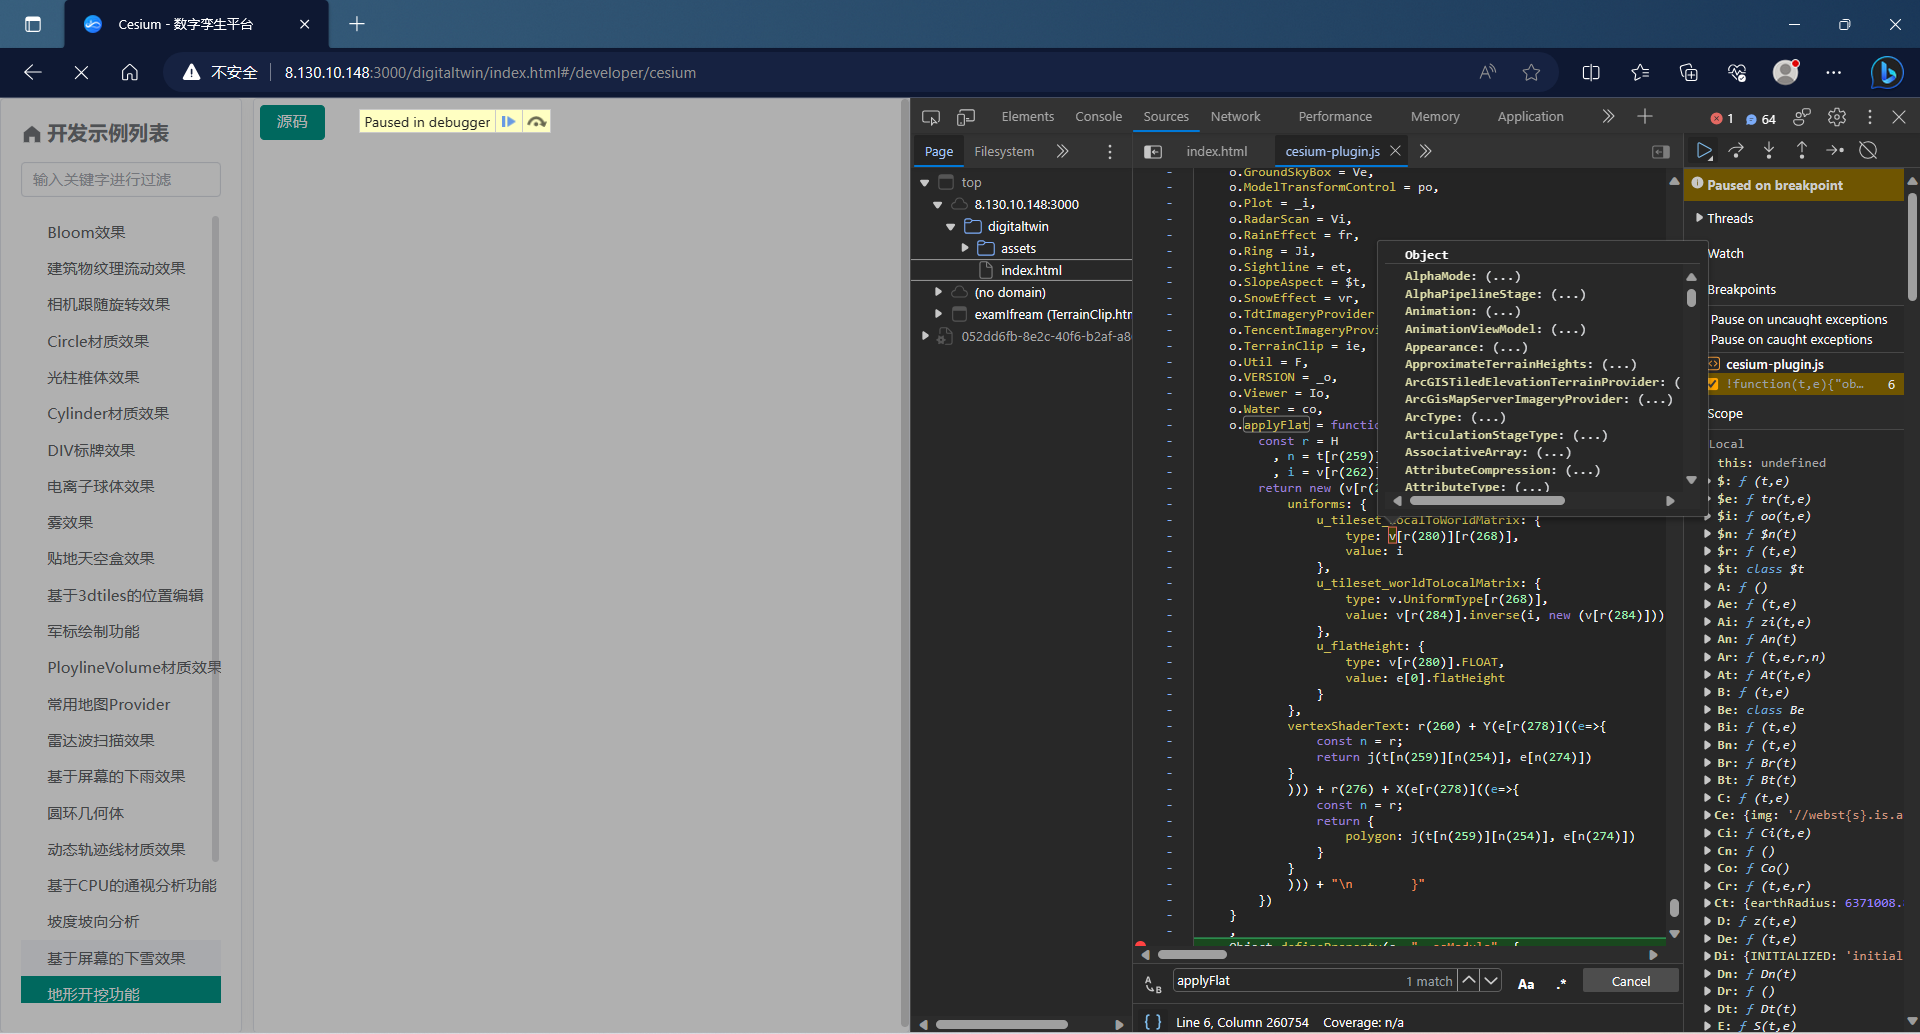 Cesium - 数字孪生平台
不安全
8.130.10.148:3000/digitaltwin/index.html#/developer/cesium
开发示例列表
输入关键字进行过滤
Bloom效果
建筑物纹理流动效果
相机跟随旋转效果
Circle材质效果
光柱椎体效果
Cylinder材质效果
DIV标牌效果
电离子球体效果
雾效果
贴地天空盒效果
基于3dtiles的位置编辑
军标绘制功能
PloylineVolume材质效果
常用地图Provider
雷达波扫描效果
基于屏幕的下雨效果
圆环几何体
动态轨迹线材质效果
基于CPU的通视分析功能
坡度坡向分析
基于屏幕的下雪效果
地形开挖功能
源码
Paused in debugger
Elements Console Sources Network Performance Memory Application
1 64
Page Filesystem
top
8.130.10.148:3000
digitaltwin
assets
index.html
(no domain)
examIfream (TerrainClip.htm
052dd6fb-8e2c-40f6-b2af-a8
index.html cesium-plugin.js
o.GroundSkyBox = Ve,
o.ModelTransformControl = po,
o.Plot = _i,
o.RadarScan = Vi,
o.RainEffect = fr,
o.Ring = Ji,
o.Sightline = et,
o.SlopeAspect = $t,
o.SnowEffect = vr,
o.TdtImageryProvider
o.TencentImageryProvi
o.TerrainClip = ie,
o.Util = F,
o.VERSION = _o,
o.Viewer = Io,
o.Water = co,
o.applyFlat = functio
const r = H
, n = t[r(259)]
, i = v[r(262)]
return new (v[r(2
uniforms: {
u_tileset_localToWorldMatrix: {
type: v[r(280)][r(268)],
value: i
},
u_tileset_worldToLocalMatrix: {
type: v.UniformType[r(268)],
value: v[r(284)].inverse(i, new (v[r(284)]))
},
u_flatHeight: {
type: v[r(280)].FLOAT,
value: e[0].flatHeight
}
},
vertexShaderText: r(260) + Y(e[r(278)]((e=>{
const n = r;
return j(t[n(259)][n(254)], e[n(274)])
}
))) + r(276) + X(e[r(278)]((e=>{
const n = r;
return {
polygon: j(t[n(259)][n(254)], e[n(274)])
}
}
))) + "\n        }"
})
}
,
Object.defineProperty(o, "__esModule", {
Object
AlphaMode: (...)
AlphaPipelineStage: (...)
Animation: (...)
AnimationViewModel: (...)
Appearance: (...)
ApproximateTerrainHeights: (...)
ArcGISTiledElevationTerrainProvider: (
ArcGisMapServerImageryProvider: (...)
ArcType: (...)
ArticulationStageType: (...)
AssociativeArray: (...)
AttributeCompression: (...)
AttributeType: (...)
applyFlat
1 match
Aa .* Cancel
{ } Line 6, Column 260754 Coverage: n/a
Paused on breakpoint
Threads
Watch
Breakpoints
Pause on uncaught exceptions
Pause on caught exceptions
cesium-plugin.js
!function(t,e){"ob... 6
Scope
Local
this: undefined
$: ƒ (t,e)
$e: ƒ tr(t,e)
$i: ƒ oo(t,e)
$n: ƒ $n(t)
$r: ƒ (t,e)
$t: class $t
A: ƒ ()
Ae: ƒ (t,e)
Ai: ƒ zi(t,e)
An: ƒ An(t)
Ar: ƒ (t,e,r,n)
At: ƒ At(t,e)
B: ƒ (t,e)
Be: class Be
Bi: ƒ (t,e)
Bn: ƒ (t,e)
Br: ƒ Br(t)
Bt: ƒ Bt(t)
C: ƒ (t,e)
Ce: {img: '//webst{s}.is.a
Ci: ƒ Ci(t,e)
Cn: ƒ ()
Co: ƒ Co()
Cr: ƒ (t,e,r)
Ct: {earthRadius: 6371008.
D: ƒ z(t,e)
De: ƒ (t,e)
Di: {INITIALIZED: 'initial
Dn: ƒ Dn(t)
Dr: ƒ ()
Dt: ƒ Dt(t)
E: ƒ S(t,e)